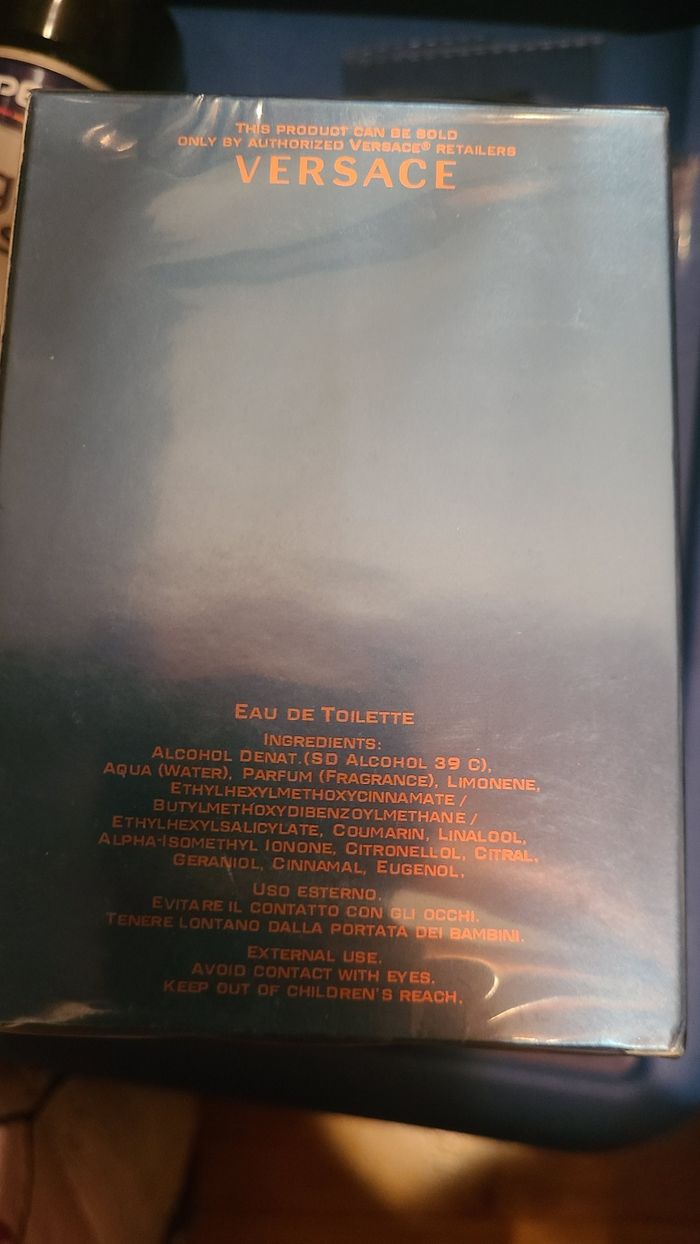 THIS PRODUCT CAN BE SOLD
ONLY BY AUTHORIZED VERSACE® RETAILERS
VERSACE
EAU DE TOILETTE
INGREDIENTS:
ALCOHOL DENAT.(SD ALCOHOL 39 C),
AQUA (WATER), PARFUM (FRAGRANCE), LIMONENE,
ETHYLHEXYLMETHOXYCINNAMATE /
BUTYLMETHOXYDIBENZOYLMETHANE /
ETHYLHEXYLSALICYLATE, COUMARIN, LINALOOL,
ALPHA-ISOMETHYL IONONE, CITRONELLOL, CITRAL,
GERANIOL, CINNAMAL, EUGENOL,
USO ESTERNO.
EVITARE IL CONTATTO CON GLI OCCHI.
TENERE LONTANO DALLA PORTATA DEI BAMBINI.
EXTERNAL USE.
AVOID CONTACT WITH EYES.
KEEP OUT OF CHILDREN'S REACH.